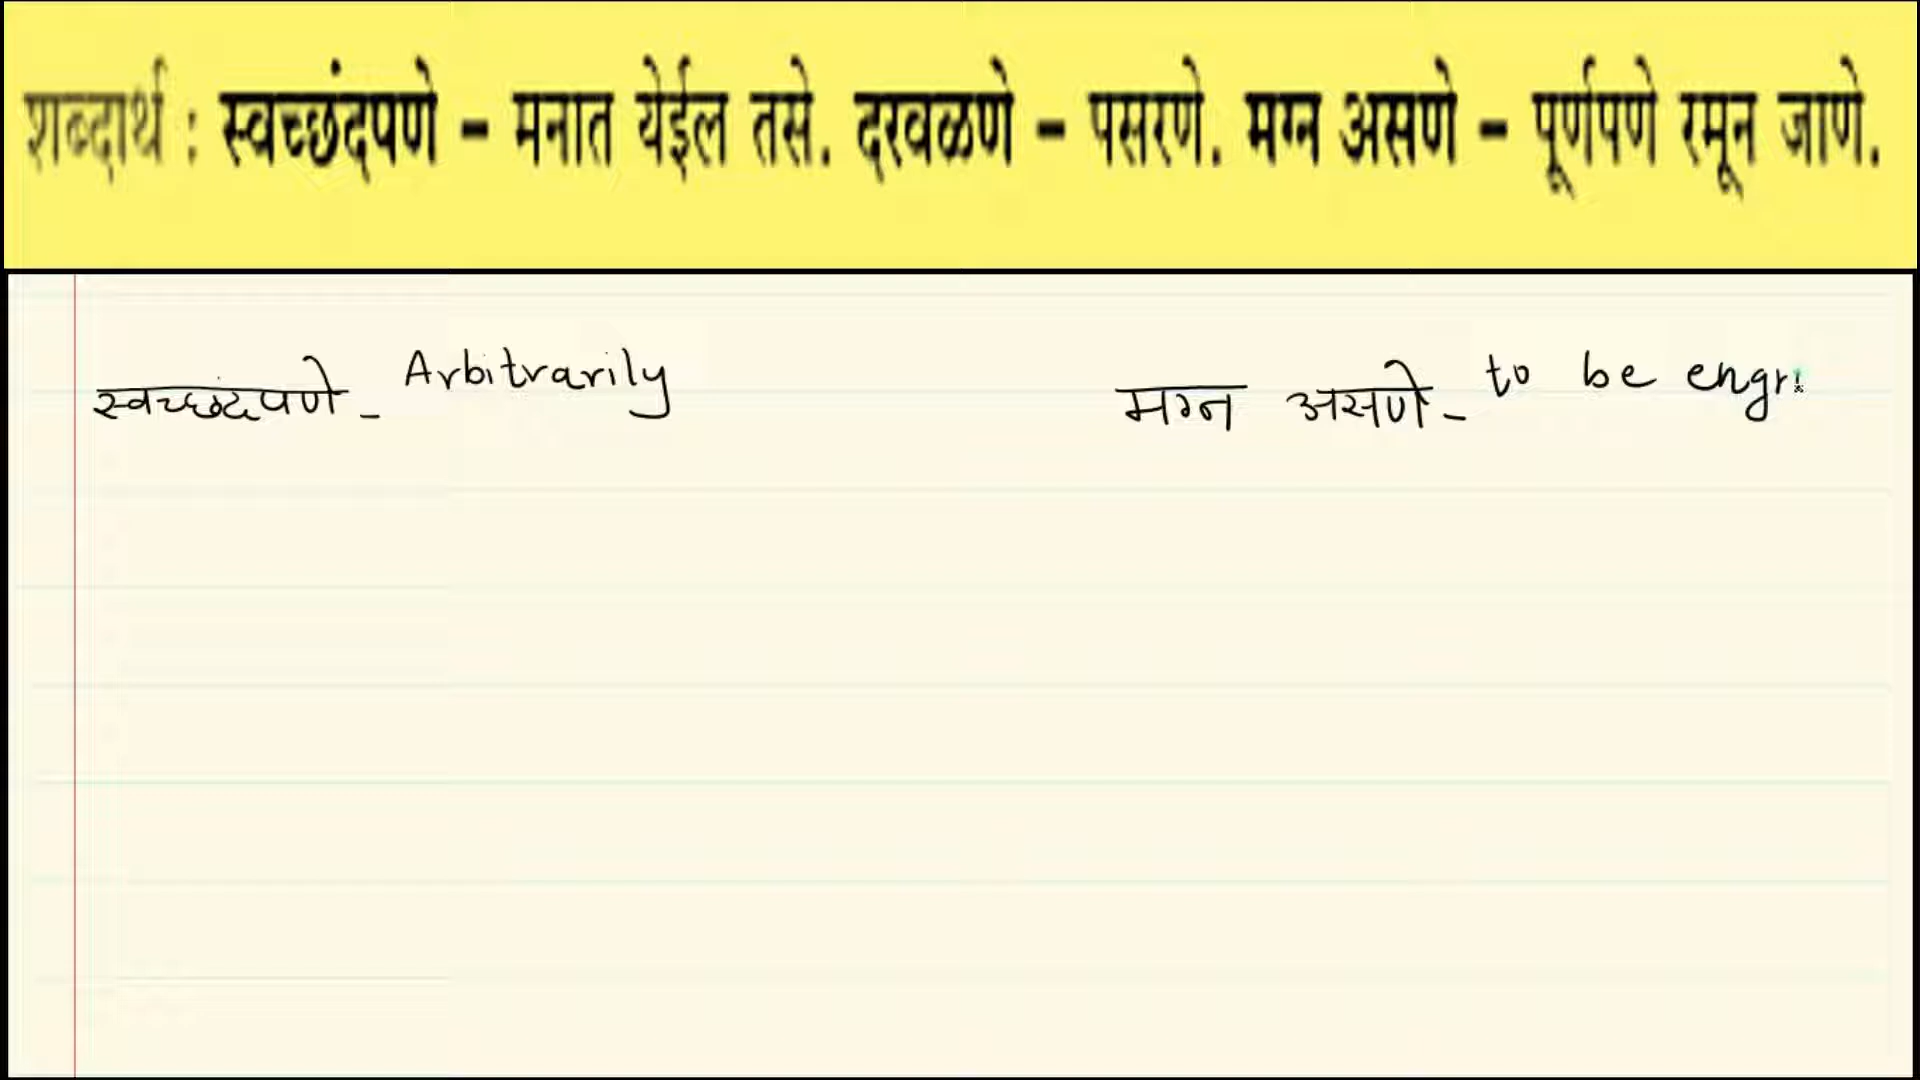 शब्दार्थ : स्वच्छंदपणे - मनात येईल तसे. दरवळणे - पसरणे. मग्न असणे - पूर्णपणे रमून जाणे.
स्वच्छंदपणे - Arbitrarily मग्न असणे - to be engr